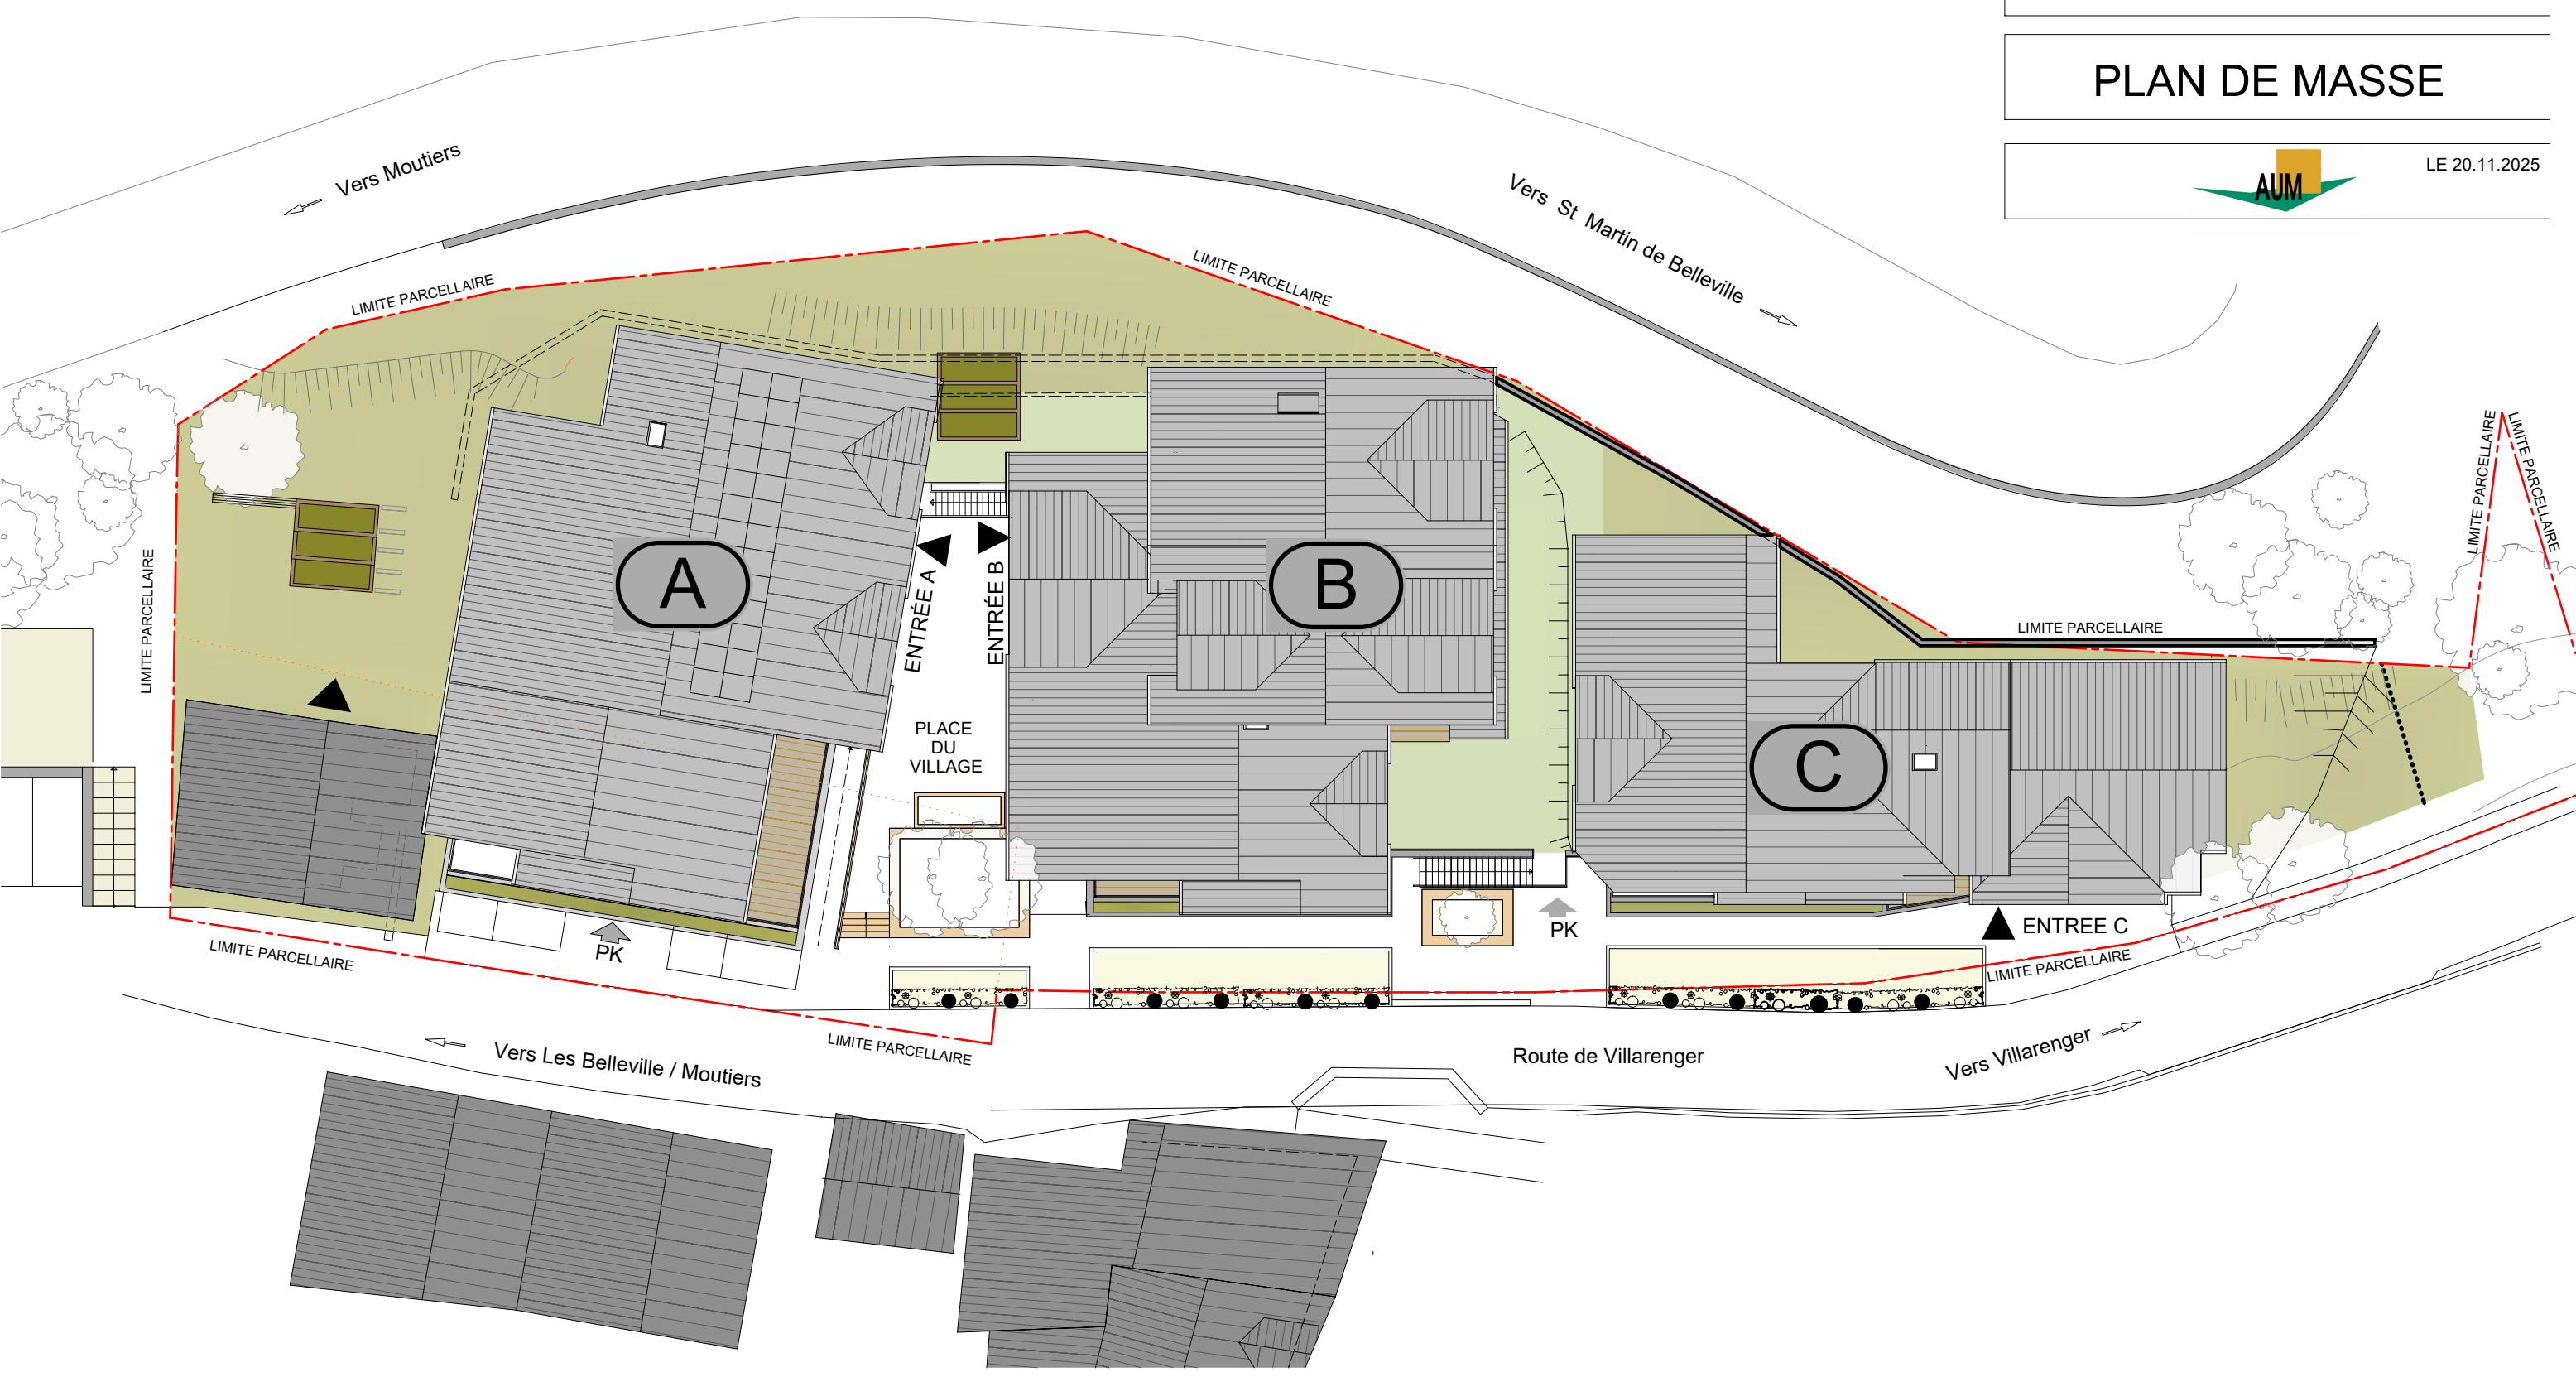 PLAN DE MASSE
AUM
LE 20.11.2025
Vers Moutiers
Vers St Martin de Belleville
LIMITE PARCELLAIRE
LIMITE PARCELLAIRE
LIMITE PARCELLAIRE
LIMITE PARCELLAIRE
LIMITE PARCELLAIRE
LIMITE PARCELLAIRE
A
B
C
ENTRÉE A
ENTRÉE B
PLACE
DU
VILLAGE
PK
PK
ENTREE C
LIMITE PARCELLAIRE
LIMITE PARCELLAIRE
LIMITE PARCELLAIRE
Vers Les Belleville / Moutiers
Route de Villarenger
Vers Villarenger